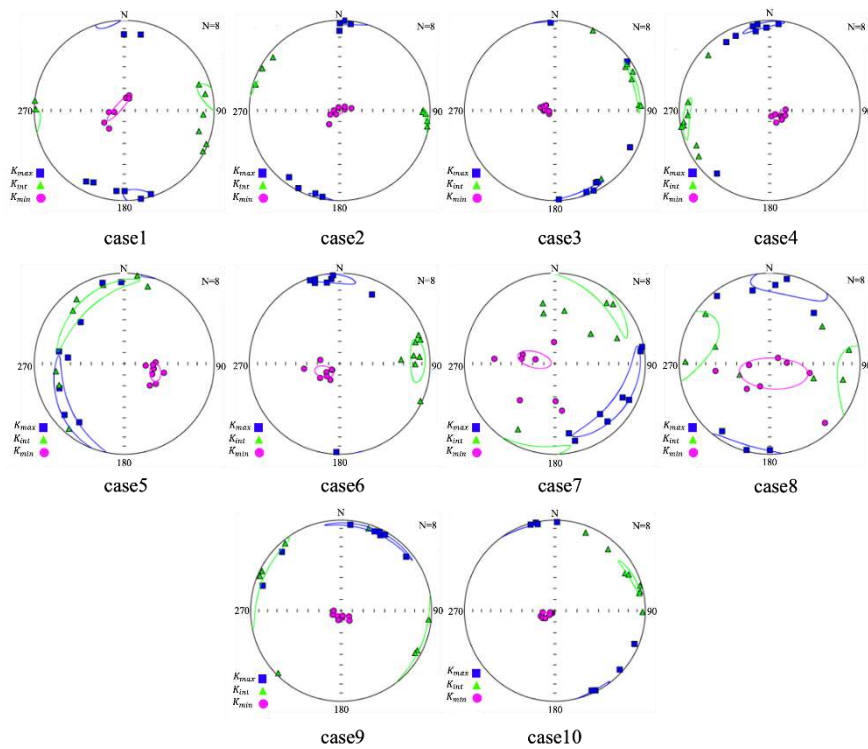 N
N=8
270
90
180
Kmax
Kint
Kmin
case1
N
N=8
270
90
180
Kmax
Kint
Kmin
case2
N
N=8
270
90
180
Kmax
Kint
Kmin
case3
N
N=8
270
90
180
Kmax
Kint
Kmin
case4
N
N=8
270
90
180
Kmax
Kint
Kmin
case5
N
N=8
270
90
180
Kmax
Kint
Kmin
case6
N
N=8
270
90
180
Kmax
Kint
Kmin
case7
N
N=8
270
90
180
Kmax
Kint
Kmin
case8
N
N=8
270
90
180
Kmax
Kint
Kmin
case9
N
N=8
270
90
180
Kmax
Kint
Kmin
case10